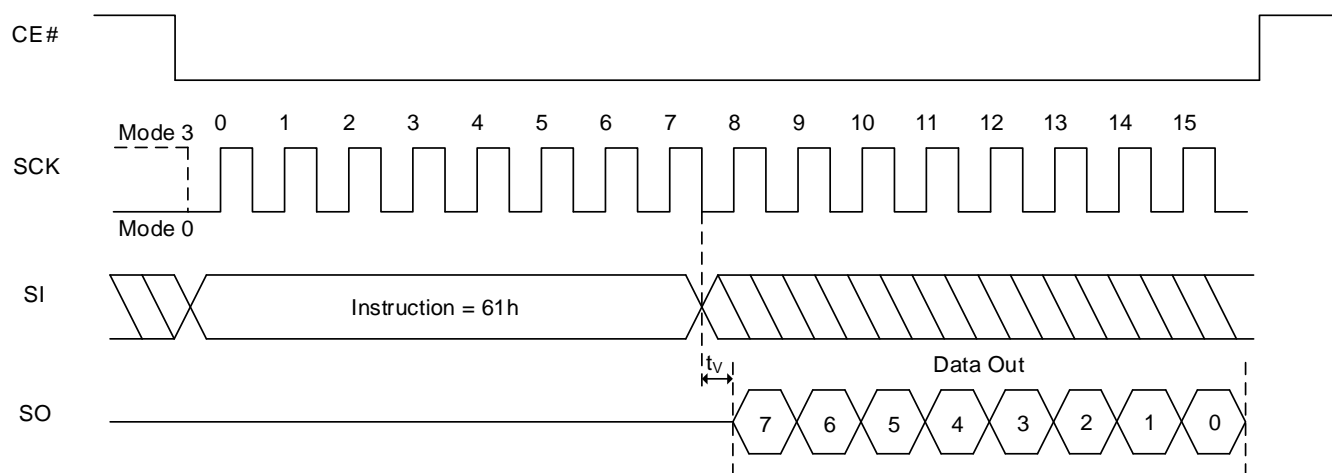 CE#
0 1 2 3 4 5 6 7 8 9 10 11 12 13 14 15
Mode 3
SCK
Mode 0
SI
Instruction = 61h
tV
Data Out
SO
7 6 5 4 3 2 1 0